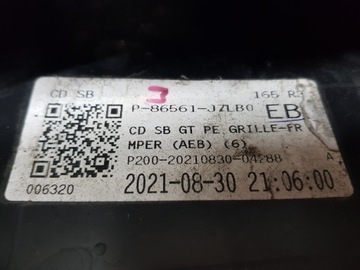 CD SB 3 165 R3
P-86561-JZLB0 EB
CD SB GT PE GRILLE-FR
MPER (AEB) (6)
P200-20210830-04288 A
006320 2021-08-30 21:06:00